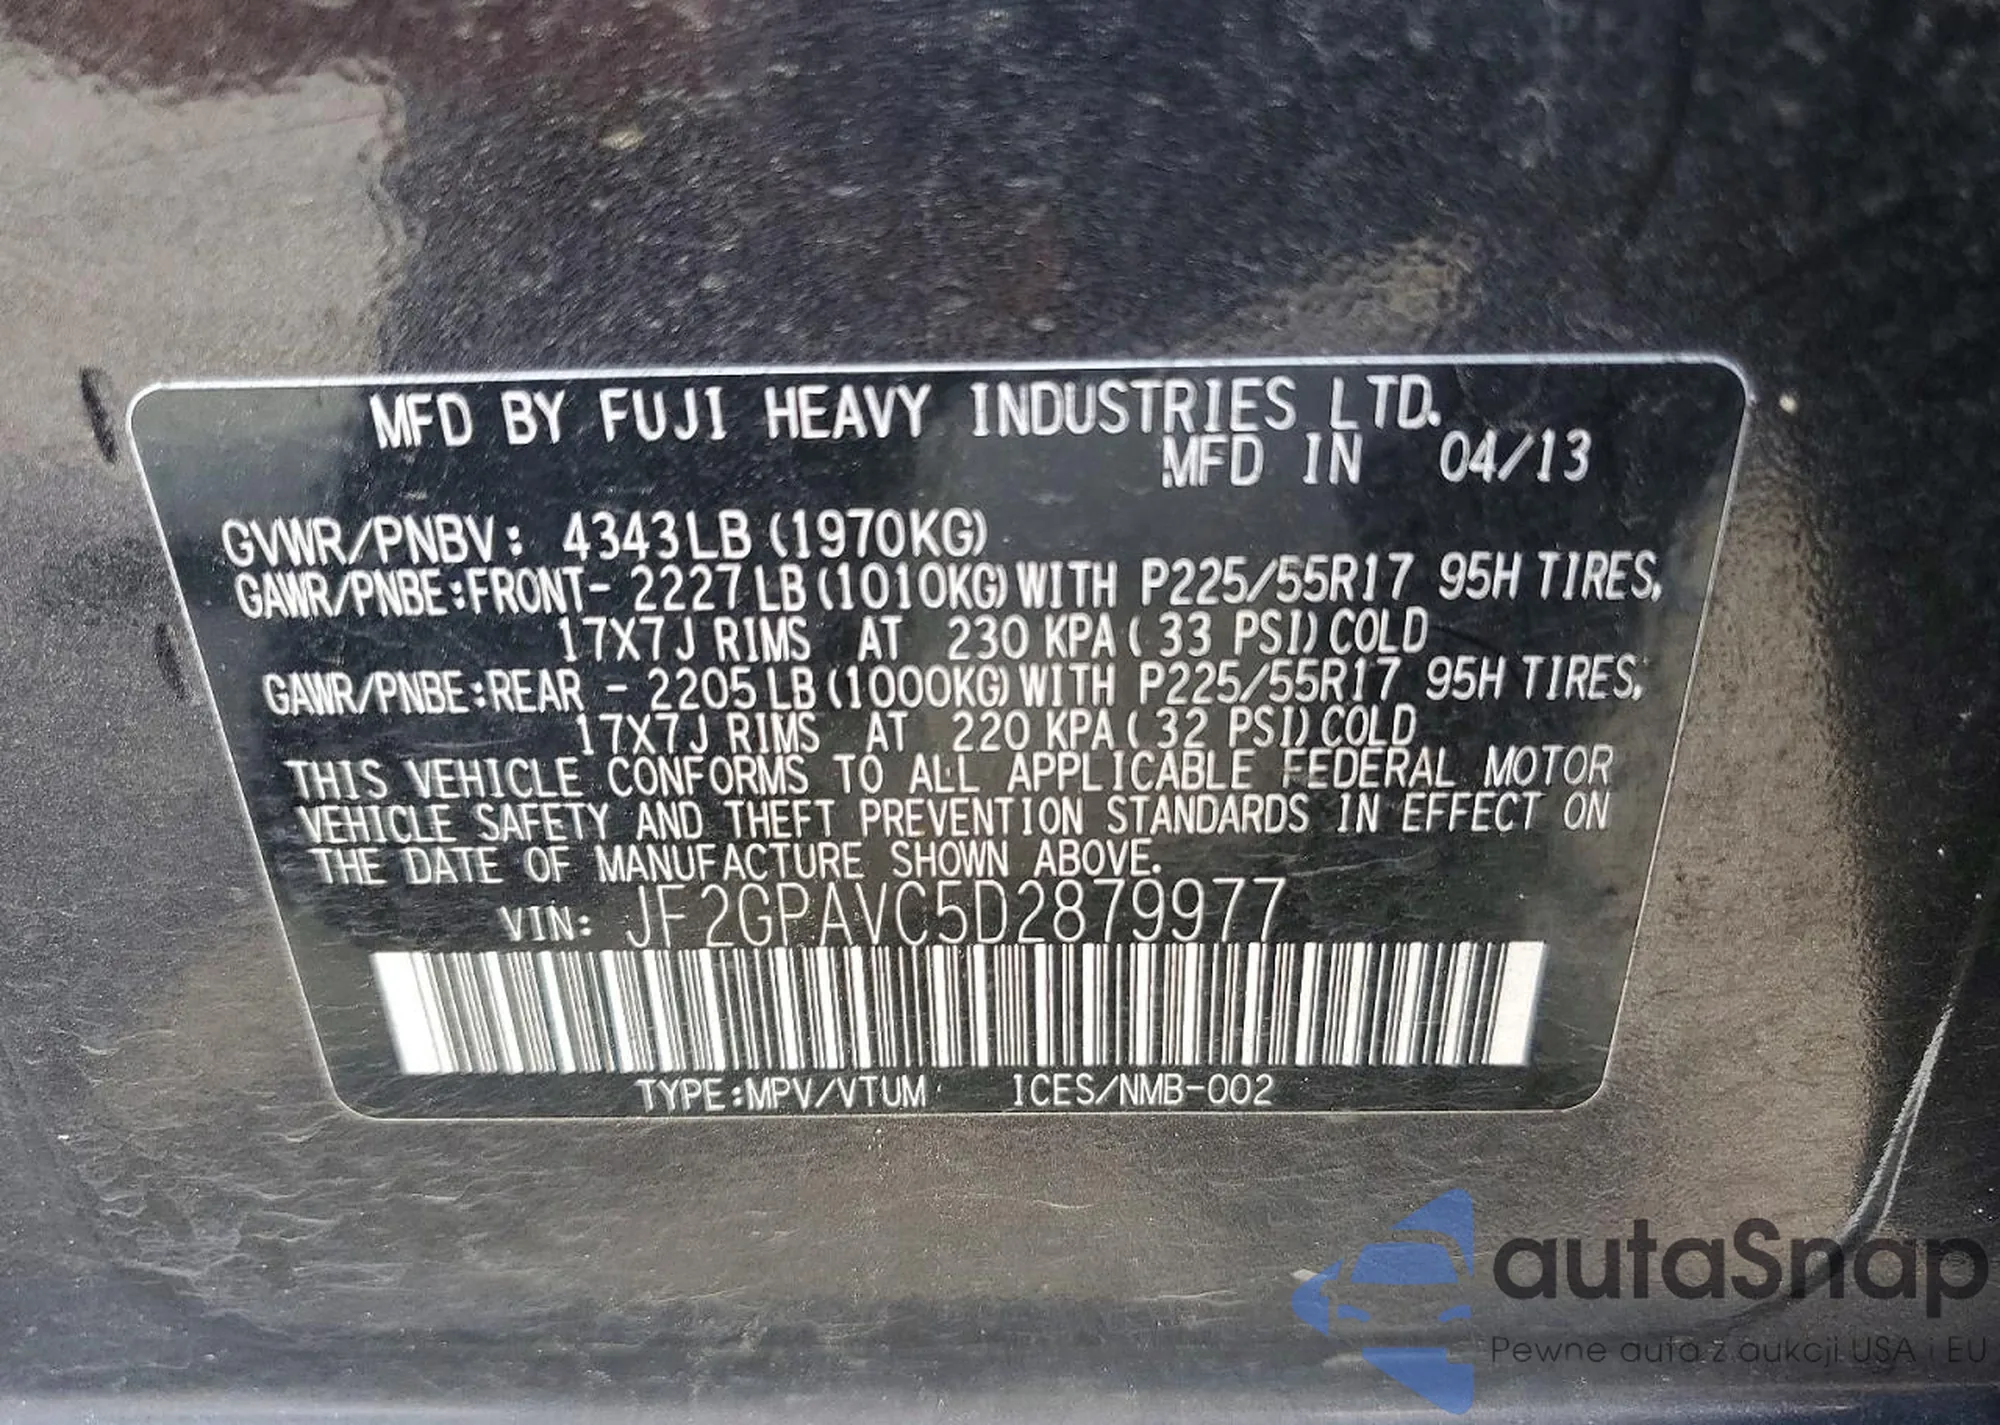 MFD BY FUJI HEAVY INDUSTRIES LTD.
MFD IN 04/13
GVWR/PNBV: 4343LB (1970KG)
GAWR/PNBE:FRONT- 2227LB (1010KG) WITH P225/55R17 95H TIRES,
17X7J RIMS AT 230 KPA ( 33 PSI) COLD
GAWR/PNBE:REAR - 2205LB (1000KG) WITH P225/55R17 95H TIRES,
17X7J RIMS AT 220 KPA ( 32 PSI) COLD
THIS VEHICLE CONFORMS TO ALL APPLICABLE FEDERAL MOTOR
VEHICLE SAFETY AND THEFT PREVENTION STANDARDS IN EFFECT ON
THE DATE OF MANUFACTURE SHOWN ABOVE.
VIN: JF2GPAVC5D2879977
TYPE:MPV/VTUM ICES/NMB-002
autaSnap
Pewne auta z aukcji USA i EU